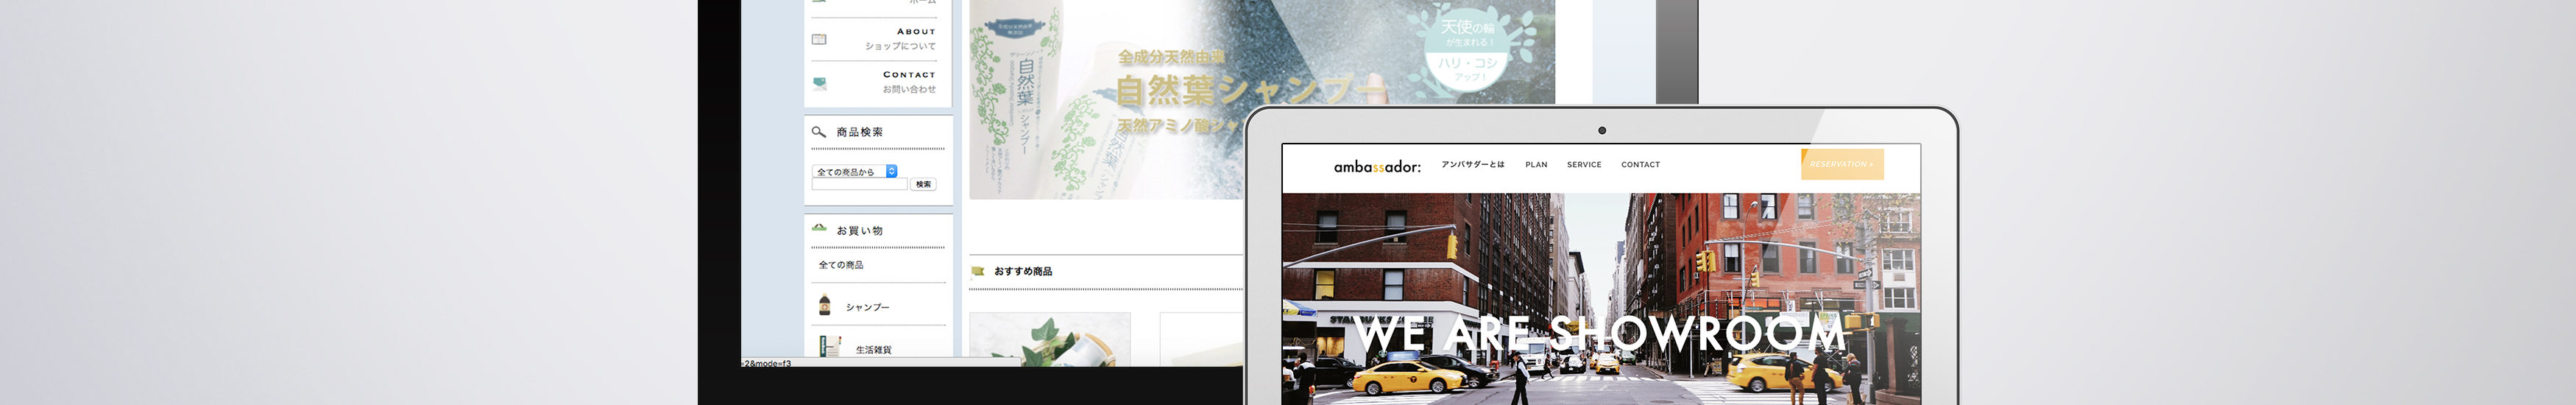 ホーム
ABOUT
ショップについて
CONTACT
お問い合わせ
商品検索
全ての商品から
検索
お買い物
全ての商品
シャンプー
生活雑貨
=2&mode=f3
自然葉
シャンプー
全成分天然由来
自然葉シャンプー
天然アミノ酸シャ
天使の輪
が生まれる!
ハリ・コシ
アップ!
おすすめ商品
ambassador:
アンバサダーとは
PLAN
SERVICE
CONTACT
RESERVATION »
WE ARE SHOWROOM